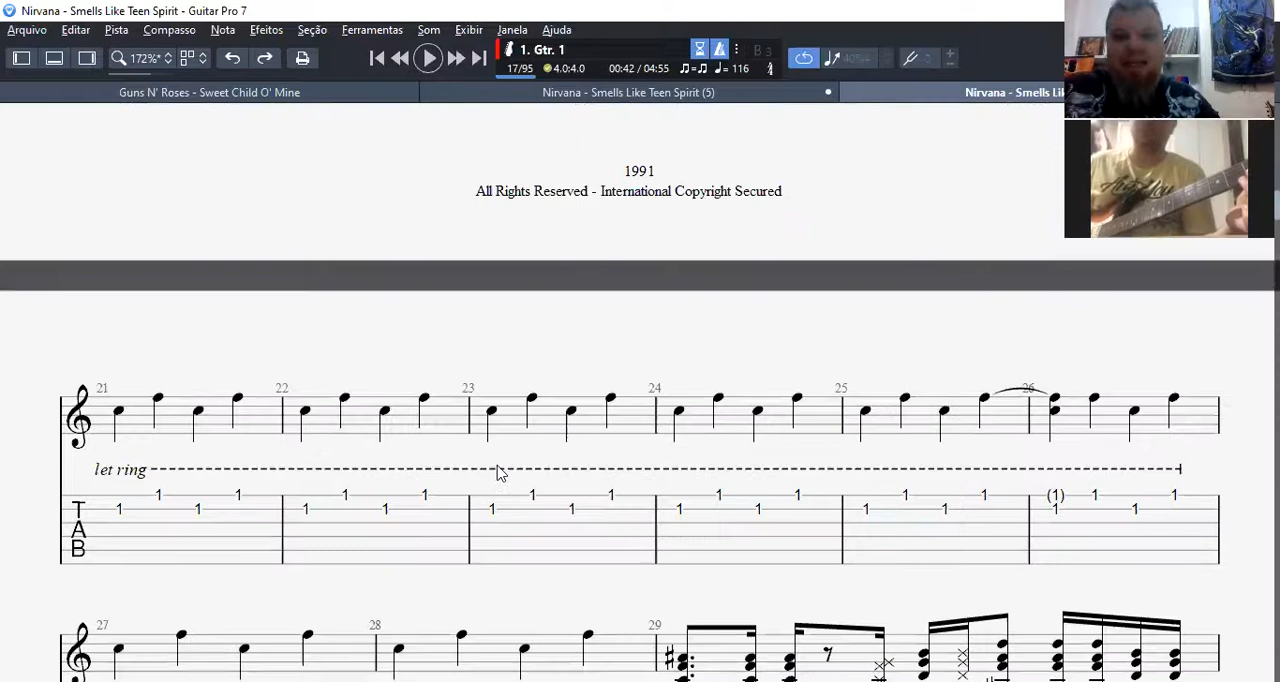 Nirvana - Smells Like Teen Spirit - Guitar Pro 7
Arquivo Editar Pista Compasso Nota Efeitos Seção Ferramentas Som Exibir Janela Ajuda
172%
1. Gtr. 1
B 3
17/95 4.0:4.0 00:42 / 04:55 ♫=♫ ♩= 116
40%
Guns N' Roses - Sweet Child O' Mine
Nirvana - Smells Like Teen Spirit (5)
Nirvana - Smells Lik
1991
All Rights Reserved - International Copyright Secured
21 22 23 24 25 26
let ring
1 1 1 1 1 1 1 1 1 1 (1) 1 1
T 1 1 1 1 1 1 1 1 1 1 1 1
A
B
27 28 29